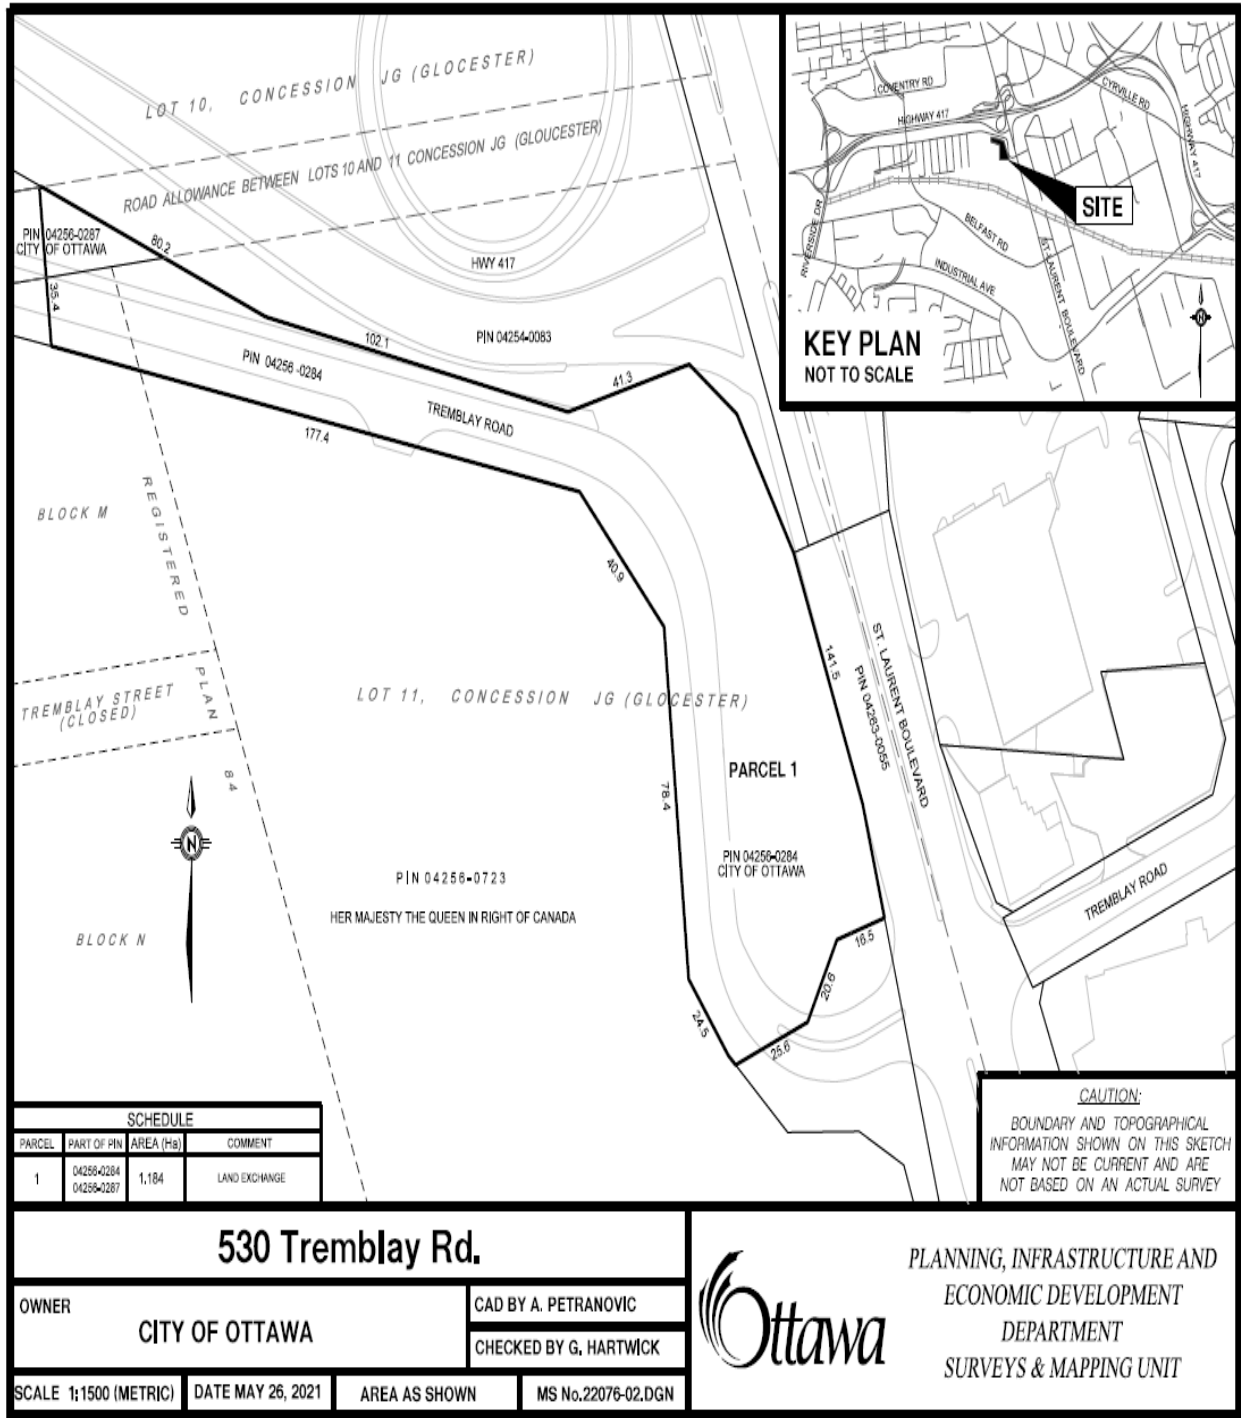 LOT 10, CONCESSION JG (GLOCESTER)
ROAD ALLOWANCE BETWEEN LOTS 10 AND 11 CONCESSION JG (GLOUCESTER)
PIN 04256-0287
CITY OF OTTAWA
80.2
35.4
HWY 417
PIN 04254-0083
102.1
PIN 04256-0284
41.3
TREMBLAY ROAD
177.4
COVENTRY RD
CYRVILLE RD
HIGHWAY 417
HIGHWAY 417
SITE
RIVERSIDE DR
BELFAST RD
INDUSTRIAL AVE
ST. LAURENT BOULEVARD
N
KEY PLAN
NOT TO SCALE
BLOCK M
REGISTERED
PLAN
84
40.9
TREMBLAY STREET
(CLOSED)
LOT 11, CONCESSION JG (GLOCESTER)
141.5
ST. LAURENT BOULEVARD
PIN 04263-0055
PARCEL 1
78.4
PIN 04256-0284
CITY OF OTTAWA
N
PIN 04256-0723
HER MAJESTY THE QUEEN IN RIGHT OF CANADA
BLOCK N
TREMBLAY ROAD
16.5
20.6
24.5
25.6
SCHEDULE
PARCEL PART OF PIN AREA (Ha) COMMENT
1 04256-0284 04256-0287 1.184 LAND EXCHANGE
CAUTION:
BOUNDARY AND TOPOGRAPHICAL
INFORMATION SHOWN ON THIS SKETCH
MAY NOT BE CURRENT AND ARE
NOT BASED ON AN ACTUAL SURVEY
530 Tremblay Rd.
OWNER
CITY OF OTTAWA
CAD BY A. PETRANOVIC
CHECKED BY G. HARTWICK
SCALE 1:1500 (METRIC)
DATE MAY 26, 2021
AREA AS SHOWN
MS No.22076-02.DGN
Ottawa
PLANNING, INFRASTRUCTURE AND
ECONOMIC DEVELOPMENT
DEPARTMENT
SURVEYS & MAPPING UNIT